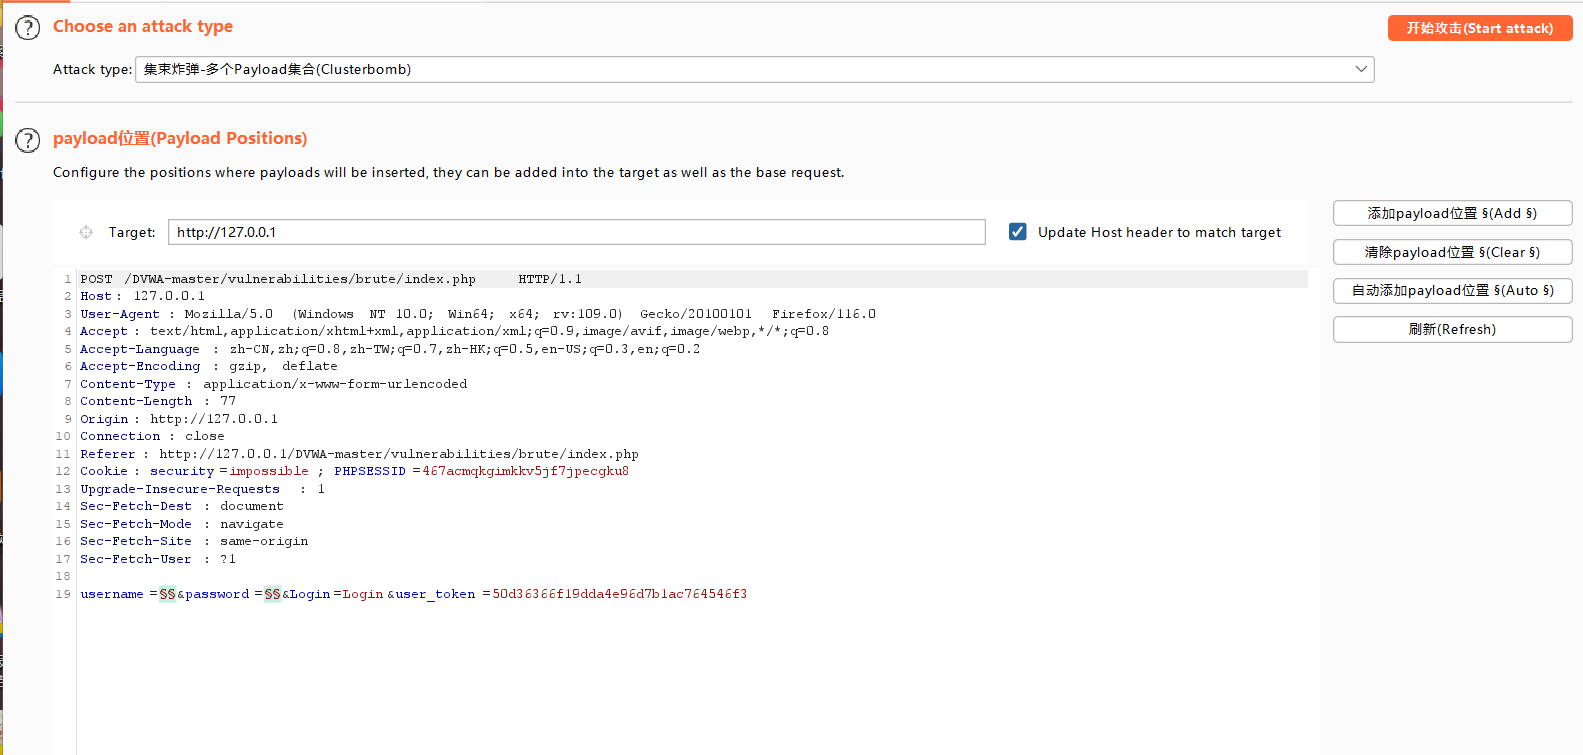 Choose an attack type
开始攻击(Start attack)
Attack type: 集束炸弹-多个Payload集合(Clusterbomb)
payload位置(Payload Positions)
Configure the positions where payloads will be inserted, they can be added into the target as well as the base request.
添加payload位置 §(Add §)
Target: http://127.0.0.1
Update Host header to match target
清除payload位置 §(Clear §)
自动添加payload位置 §(Auto §)
刷新(Refresh)
1 POST /DVWA-master/vulnerabilities/brute/index.php HTTP/1.1
2 Host: 127.0.0.1
3 User-Agent: Mozilla/5.0 (Windows NT 10.0; Win64; x64; rv:109.0) Gecko/20100101 Firefox/116.0
4 Accept: text/html,application/xhtml+xml,application/xml;q=0.9,image/avif,image/webp,*/*;q=0.8
5 Accept-Language: zh-CN,zh;q=0.8,zh-TW;q=0.7,zh-HK;q=0.5,en-US;q=0.3,en;q=0.2
6 Accept-Encoding: gzip, deflate
7 Content-Type: application/x-www-form-urlencoded
8 Content-Length: 77
9 Origin: http://127.0.0.1
10 Connection: close
11 Referer: http://127.0.0.1/DVWA-master/vulnerabilities/brute/index.php
12 Cookie: security=impossible; PHPSESSID=467acmqkgimkkv5jf7jpecgku8
13 Upgrade-Insecure-Requests: 1
14 Sec-Fetch-Dest: document
15 Sec-Fetch-Mode: navigate
16 Sec-Fetch-Site: same-origin
17 Sec-Fetch-User: ?1
18
19 username=§§&password=§§&Login=Login&user_token=50d36366f19dda4e96d7b1ac764546f3